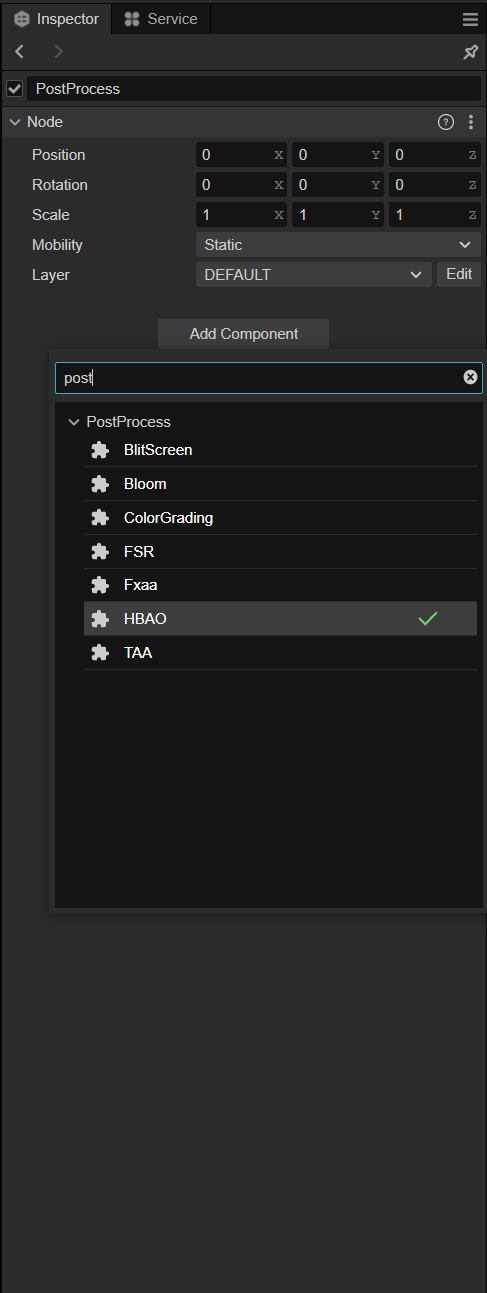 Inspector Service
PostProcess
Node ?
Position 0 X 0 Y 0 Z
Rotation 0 X 0 Y 0 Z
Scale 1 X 1 Y 1 Z
Mobility Static
Layer DEFAULT Edit
Add Component
post
PostProcess
BlitScreen
Bloom
ColorGrading
FSR
Fxaa
HBAO
TAA